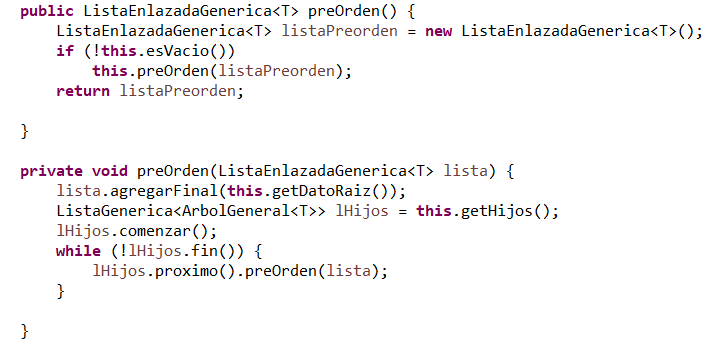 public ListaEnlazadaGenerica<T> preOrden() {
    ListaEnlazadaGenerica<T> listaPreorden = new ListaEnlazadaGenerica<T>();
    if (!this.esVacio())
        this.preOrden(listaPreorden);
    return listaPreorden;

}

private void preOrden(ListaEnlazadaGenerica<T> lista) {
    lista.agregarFinal(this.getDatoRaiz());
    ListaGenerica<ArbolGeneral<T>> lHijos = this.getHijos();
    lHijos.comenzar();
    while (!lHijos.fin()) {
        lHijos.proximo().preOrden(lista);
    }

}